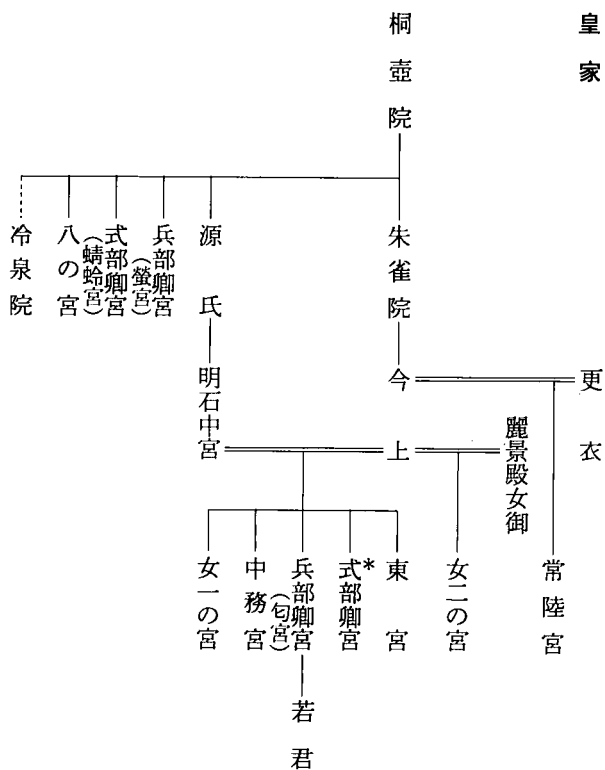 皇家
桐壺院
朱雀院
源氏
兵部卿宮
（螢宮）
式部卿宮
（蜻蛉宮）
八の宮
冷泉院
更衣
今上
麗景殿女御
明石中宮
常陸宮
女二の宮
東宮
*式部卿宮
兵部卿宮
（匂宮）
中務宮
女一の宮
若君